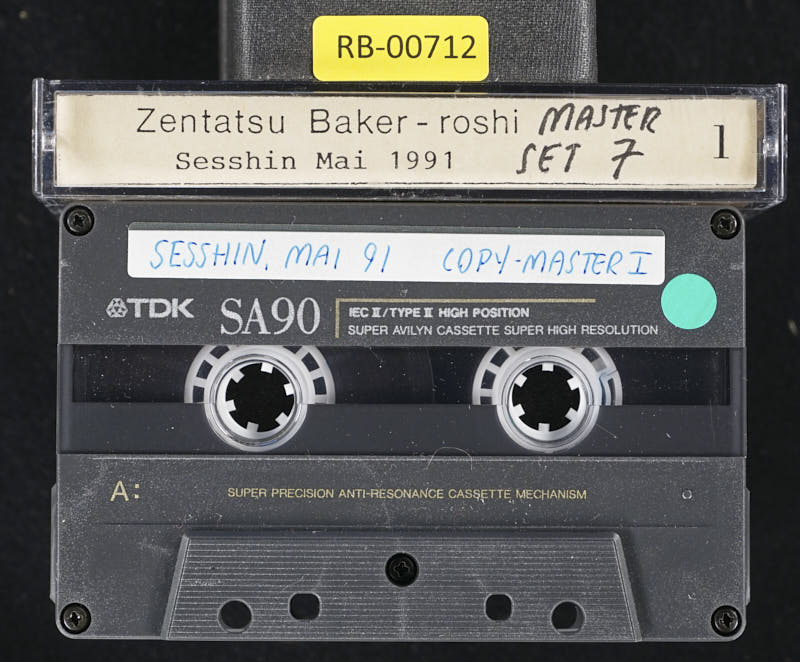 RB-00712
Zentatsu Baker-roshi MASTER
Sesshin Mai 1991 SET 7 1
SESSHIN, MAI 91 COPY-MASTER I
TDK SA90 IEC II/TYPE II HIGH POSITION
SUPER AVILYN CASSETTE SUPER HIGH RESOLUTION
A: SUPER PRECISION ANTI-RESONANCE CASSETTE MECHANISM